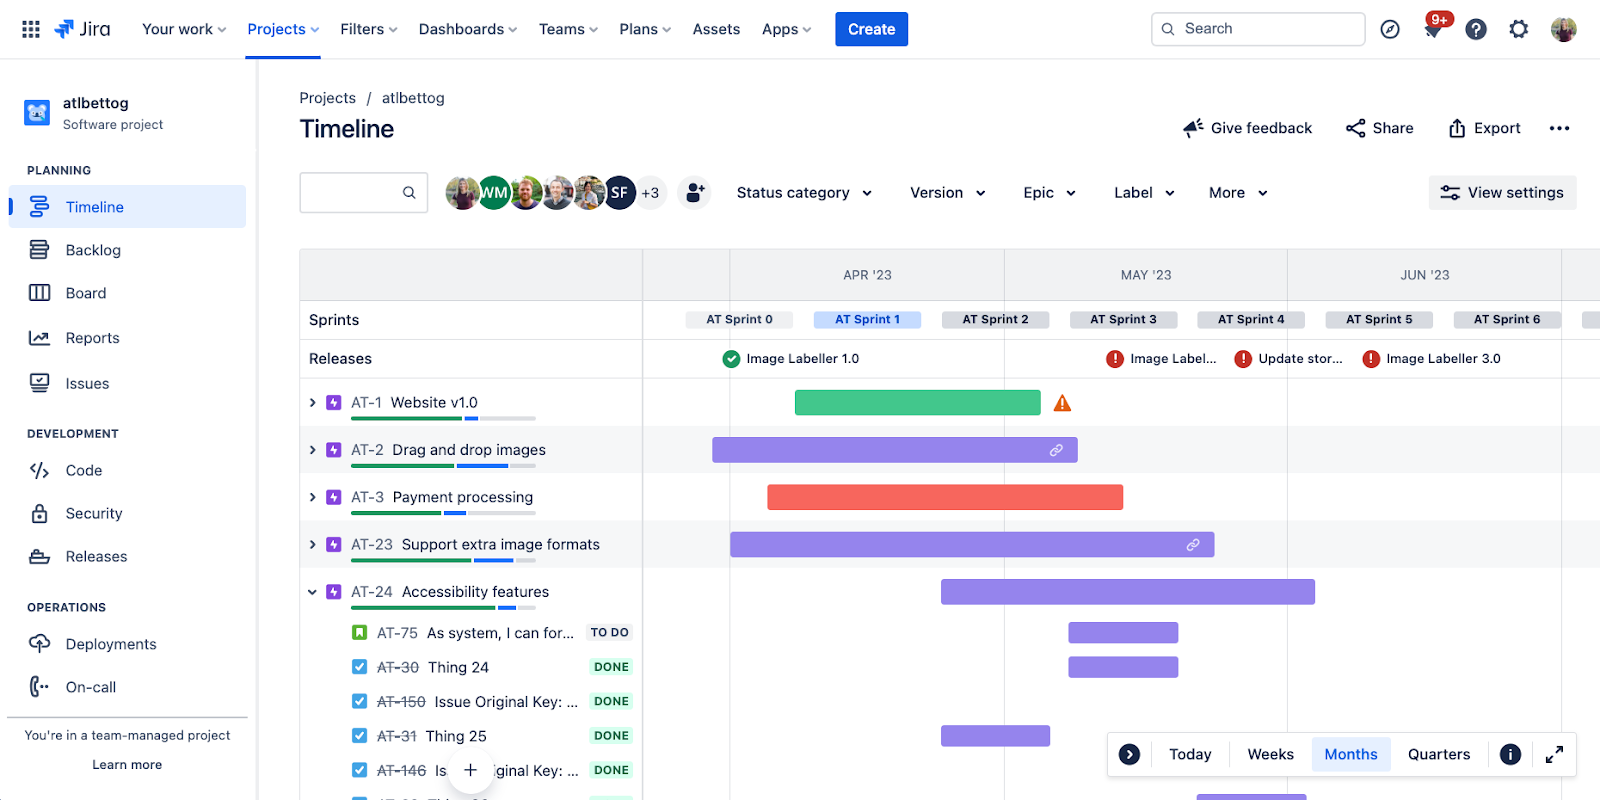 Jira Your work Projects Filters Dashboards Teams Plans Assets Apps Create Search 9+
atlbettog
Software project
PLANNING
Timeline
Backlog
Board
Reports
Issues
DEVELOPMENT
Code
Security
Releases
OPERATIONS
Deployments
On-call
You're in a team-managed project
Learn more
Projects / atlbettog
Timeline
Give feedback Share Export
WM SF +3 Status category Version Epic Label More View settings
APR '23 MAY '23 JUN '23
Sprints AT Sprint 0 AT Sprint 1 AT Sprint 2 AT Sprint 3 AT Sprint 4 AT Sprint 5 AT Sprint 6
Releases Image Labeller 1.0 Image Label... Update stor... Image Labeller 3.0
AT-1 Website v1.0
AT-2 Drag and drop images
AT-3 Payment processing
AT-23 Support extra image formats
AT-24 Accessibility features
AT-75 As system, I can for... TO DO
AT-30 Thing 24 DONE
AT-150 Issue Original Key: ... DONE
AT-31 Thing 25 DONE
AT-146 Key: ... DONE
Today Weeks Months Quarters